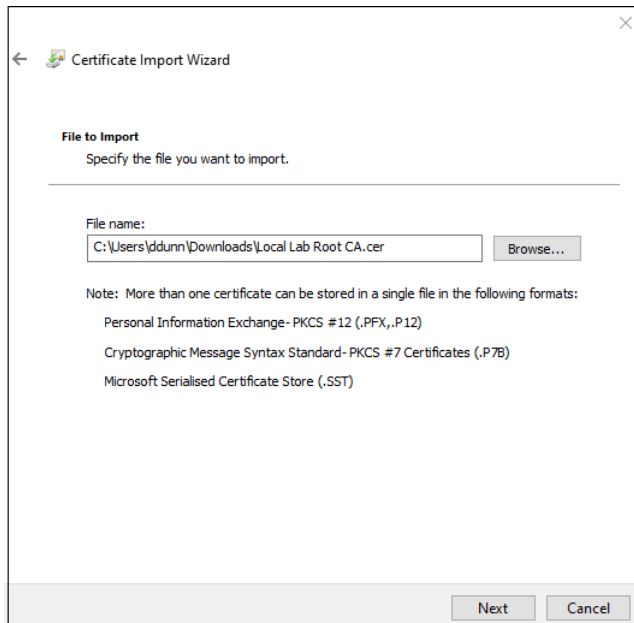 Certificate Import Wizard
File to Import
Specify the file you want to import.
File name:
C:\Users\ddunn\Downloads\Local Lab Root CA.cer
Browse...
Note: More than one certificate can be stored in a single file in the following formats:
Personal Information Exchange- PKCS #12 (.PFX,.P12)
Cryptographic Message Syntax Standard- PKCS #7 Certificates (.P7B)
Microsoft Serialised Certificate Store (.SST)
Next
Cancel